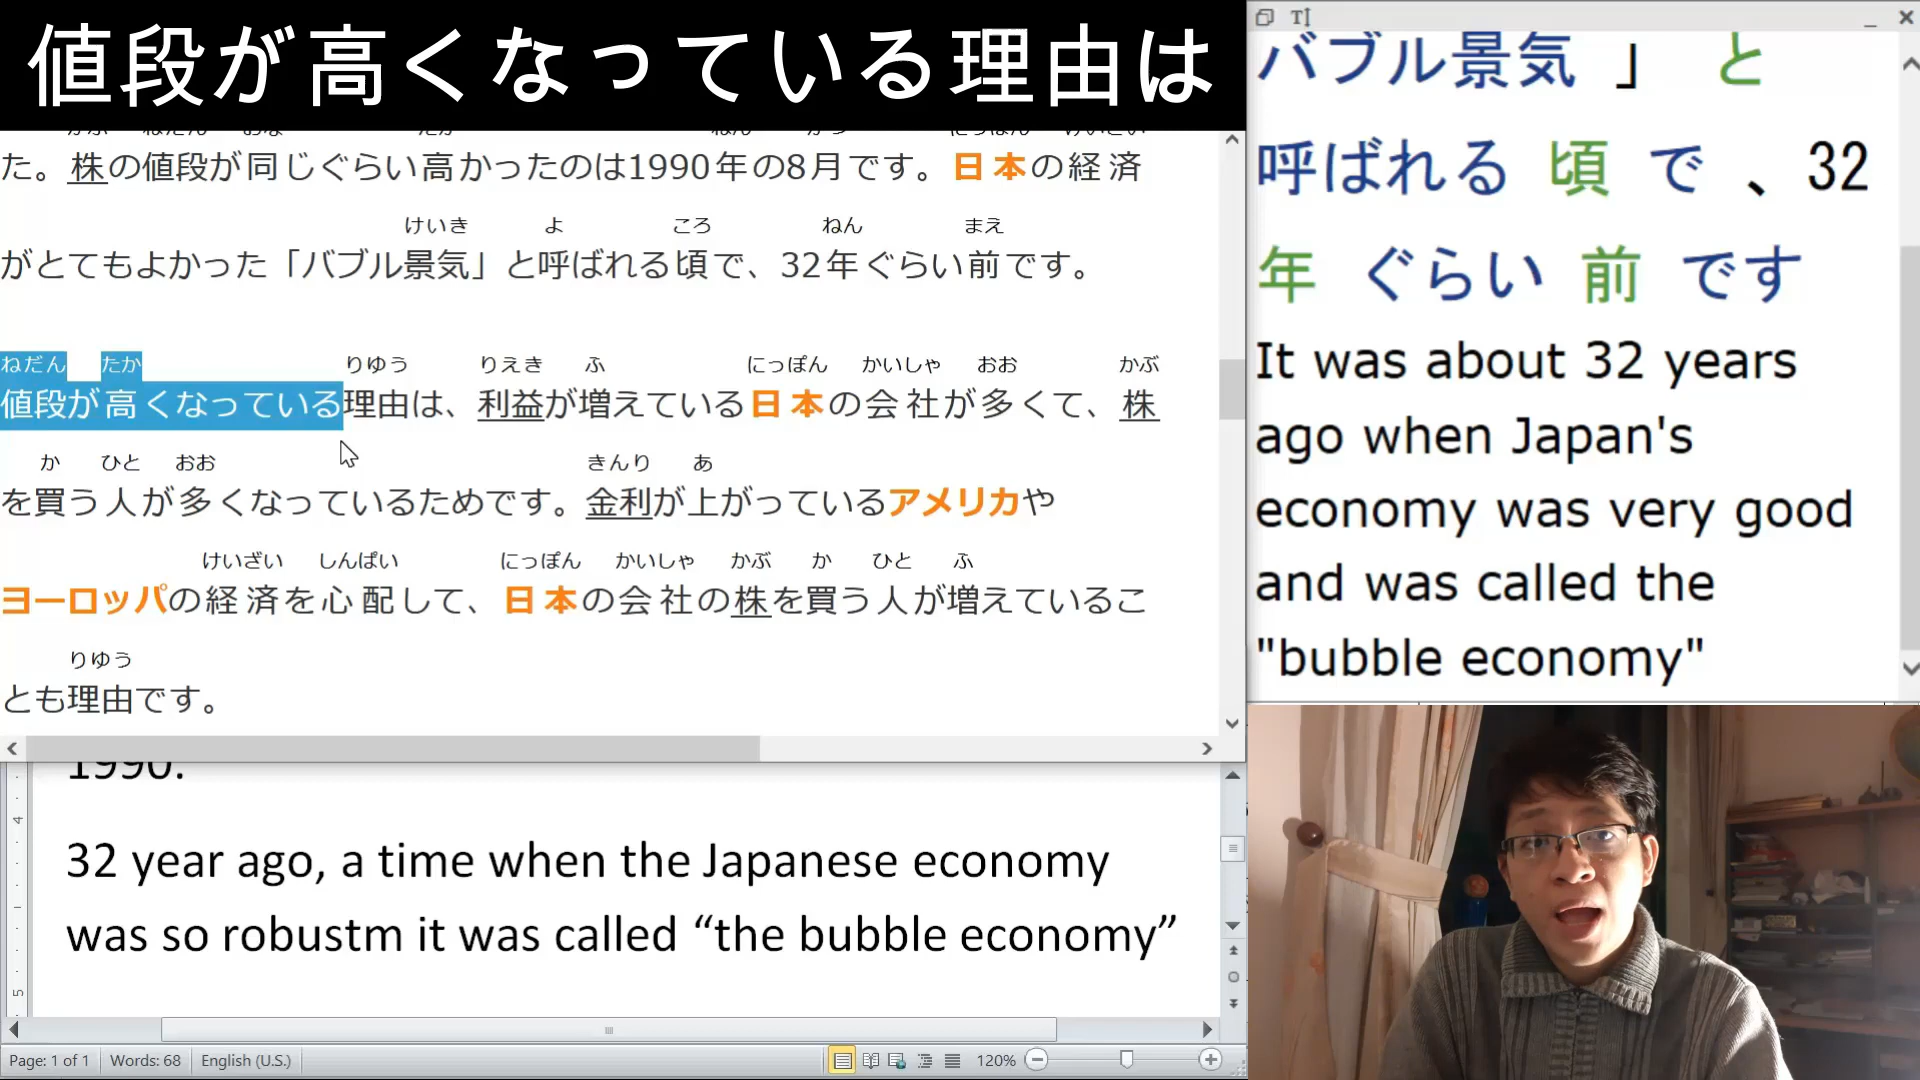 値段が高くなっている理由は
た。株の値段が同じぐらい高かったのは1990年の8月です。日本の経済
けいき よ ころ ねん まえ
がとてもよかった「バブル景気」と呼ばれる頃で、32年ぐらい前です。
ねだん たか りゆう りえき ふ にっぽん かいしゃ おお かぶ
値段が高くなっている理由は、利益が増えている日本の会社が多くて、株
か ひと おお きんり あ
を買う人が多くなっているためです。金利が上がっているアメリカや
けいざい しんぱい にっぽん かいしゃ かぶ か ひと ふ
ヨーロッパの経済を心配して、日本の会社の株を買う人が増えているこ
りゆう
とも理由です。
1990.
32 year ago, a time when the Japanese economy
was so robustm it was called “the bubble economy”
4
5
Page: 1 of 1 Words: 68 English (U.S.) 120%
バブル景気 」 と
呼ばれる 頃 で 、32
年 ぐらい 前 です
It was about 32 years
ago when Japan's
economy was very good
and was called the
"bubble economy"